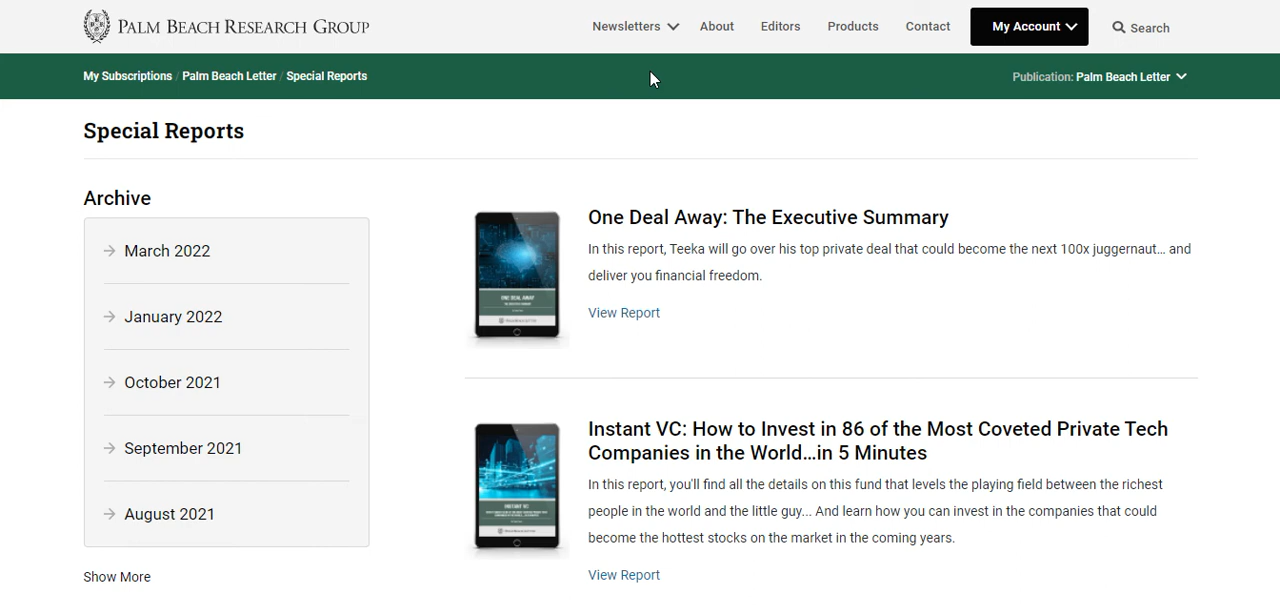 PALM BEACH RESEARCH GROUP
Newsletters About Editors Products Contact My Account Search
My Subscriptions / Palm Beach Letter / Special Reports
Publication: Palm Beach Letter
Special Reports
Archive
March 2022
January 2022
October 2021
September 2021
August 2021
Show More
One Deal Away: The Executive Summary
In this report, Teeka will go over his top private deal that could become the next 100x juggernaut... and
deliver you financial freedom.
View Report
ONE DEAL AWAY
Instant VC: How to Invest in 86 of the Most Coveted Private Tech
Companies in the World...in 5 Minutes
In this report, you'll find all the details on this fund that levels the playing field between the richest
people in the world and the little guy... And learn how you can invest in the companies that could
become the hottest stocks on the market in the coming years.
View Report
INSTANT VC